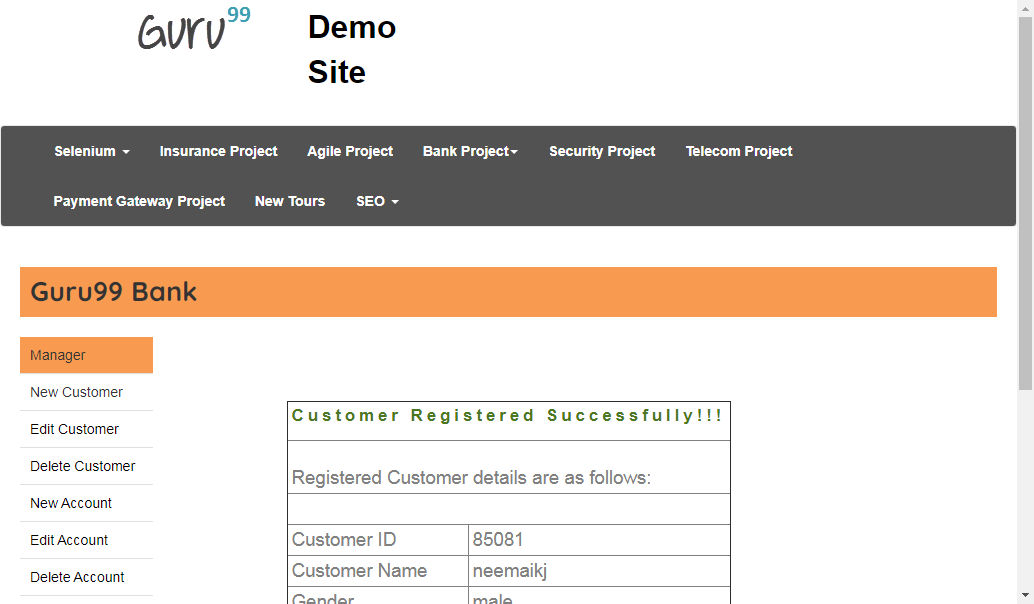 Guru99
Demo
Site
Selenium Insurance Project Agile Project Bank Project Security Project Telecom Project
Payment Gateway Project New Tours SEO
Guru99 Bank
Manager
New Customer
Edit Customer
Delete Customer
New Account
Edit Account
Delete Account
Customer Registered Successfully!!!
Registered Customer details are as follows:
Customer ID 85081
Customer Name neemaikj
Gender male